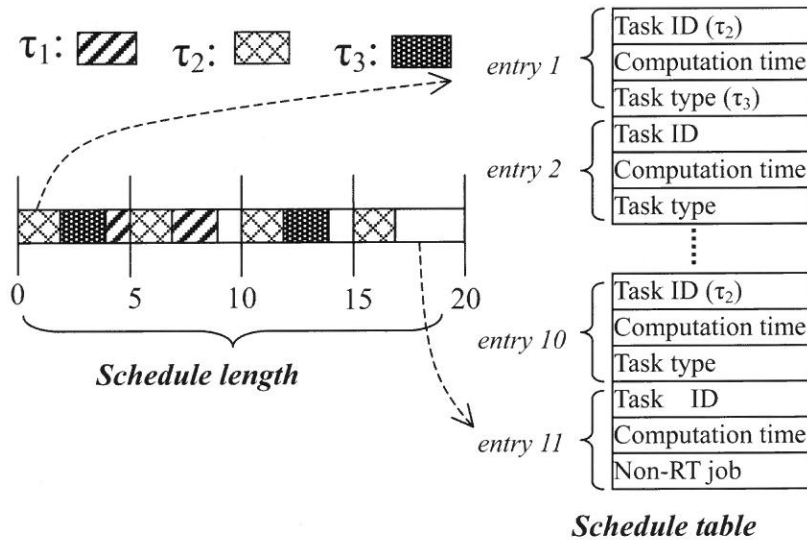 τ1: τ2: τ3:
entry 1
Task ID (τ2)
Computation time
Task type (τ3)
entry 2
Task ID
Computation time
Task type
0 5 10 15 20
Schedule length
entry 10
Task ID (τ2)
Computation time
Task type
entry 11
Task ID
Computation time
Non-RT job
Schedule table